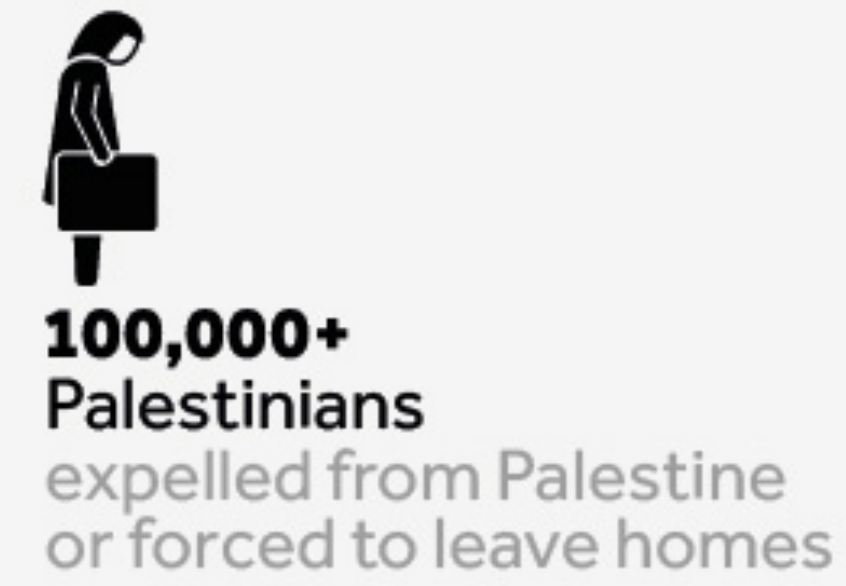 100,000+
Palestinians
expelled from Palestine
or forced to leave homes